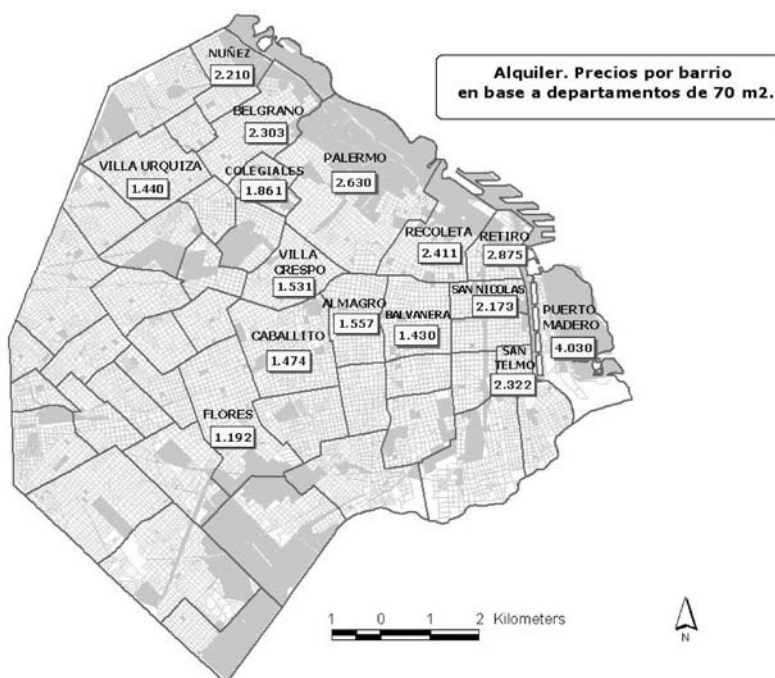 Alquiler. Precios por barrio
en base a departamentos de 70 m2.
NUÑEZ
2.210
BELGRANO
2.303
VILLA URQUIZA
1.440
COLEGIALES
1.861
PALERMO
2.630
RECOLETA
2.411
RETIRO
2.875
VILLA
CRESPO
1.531
ALMAGRO
1.557
BALVANERA
1.430
SAN NICOLAS
2.173
PUERTO
MADERO
4.030
CABALLITO
1.474
SAN
TELMO
2.322
FLORES
1.192
1 0 1 2 Kilometers
N